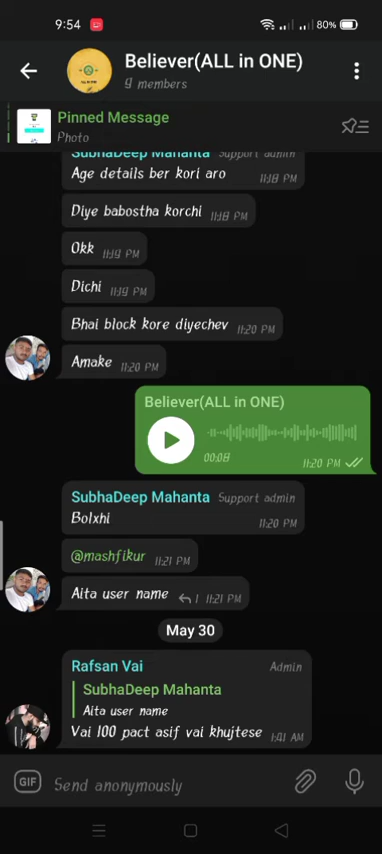 9:54
80%
Believer(ALL in ONE)
9 members
Pinned Message
Photo
SubhaDeep Mahanta Support admin
Age details ber kori aro 11:18 PM
Diye babostha korchi 11:18 PM
Okk 11:19 PM
Dichi 11:19 PM
Bhai block kore diyechev 11:20 PM
Amake 11:20 PM
Believer(ALL in ONE)
00:08 11:20 PM
SubhaDeep Mahanta Support admin
Bolxhi 11:20 PM
@mashfikur 11:21 PM
Aita user name 1 11:21 PM
May 30
Rafsan Vai Admin
SubhaDeep Mahanta
Aita user name
Vai 100 pact asif vai khujtese 1:41 AM
GIF Send anonymously